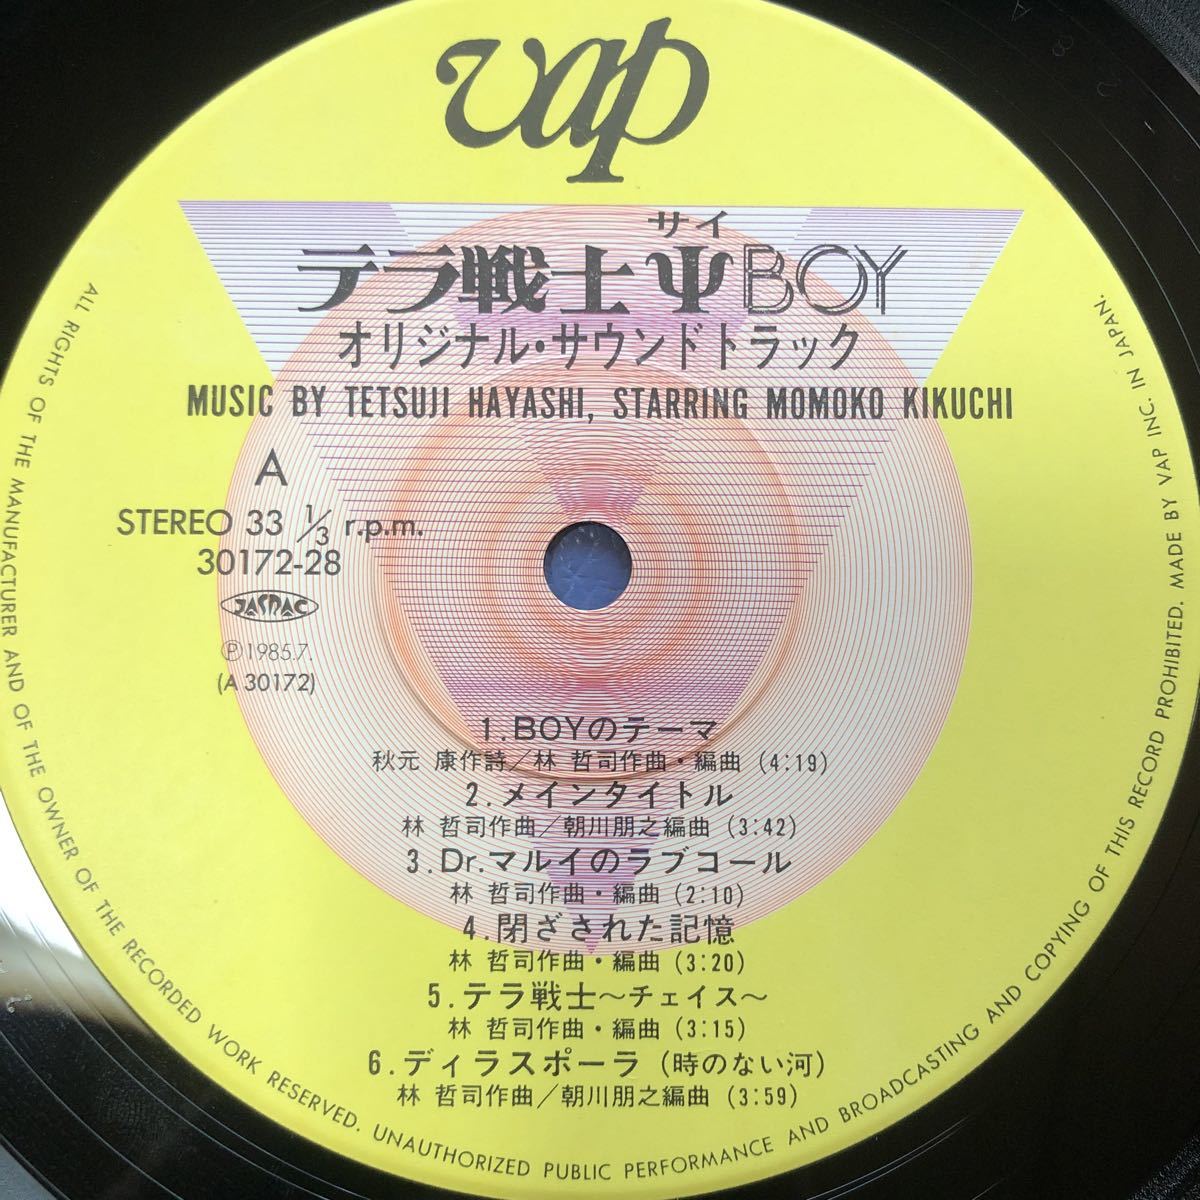 vap
サイ
テラ戦士ΨBOY
オリジナル・サウンドトラック
MUSIC BY TETSUJI HAYASHI, STARRING MOMOKO KIKUCHI
A
STEREO 33 1/3 r.p.m.
30172-28
JASRAC
Ⓟ1985.7.
(A 30172)
1.BOYのテーマ
秋元 康作詩／林 哲司作曲・編曲 (4:19)
2.メインタイトル
林 哲司作曲／朝川朋之編曲 (3:42)
3.Dr.マルイのラブコール
林 哲司作曲・編曲 (2:10)
4.閉ざされた記憶
林 哲司作曲・編曲 (3:20)
5.テラ戦士～チェイス～
林 哲司作曲・編曲 (3:15)
6.ディラスポーラ (時のない河)
林 哲司作曲／朝川朋之編曲 (3:59)
ALL RIGHTS OF THE MANUFACTURER AND OF THE OWNER OF THE RECORDED WORK RESERVED. UNAUTHORIZED PUBLIC PERFORMANCE AND BROADCASTING AND COPYING OF THIS RECORD PROHIBITED. MADE BY VAP INC. IN JAPAN.